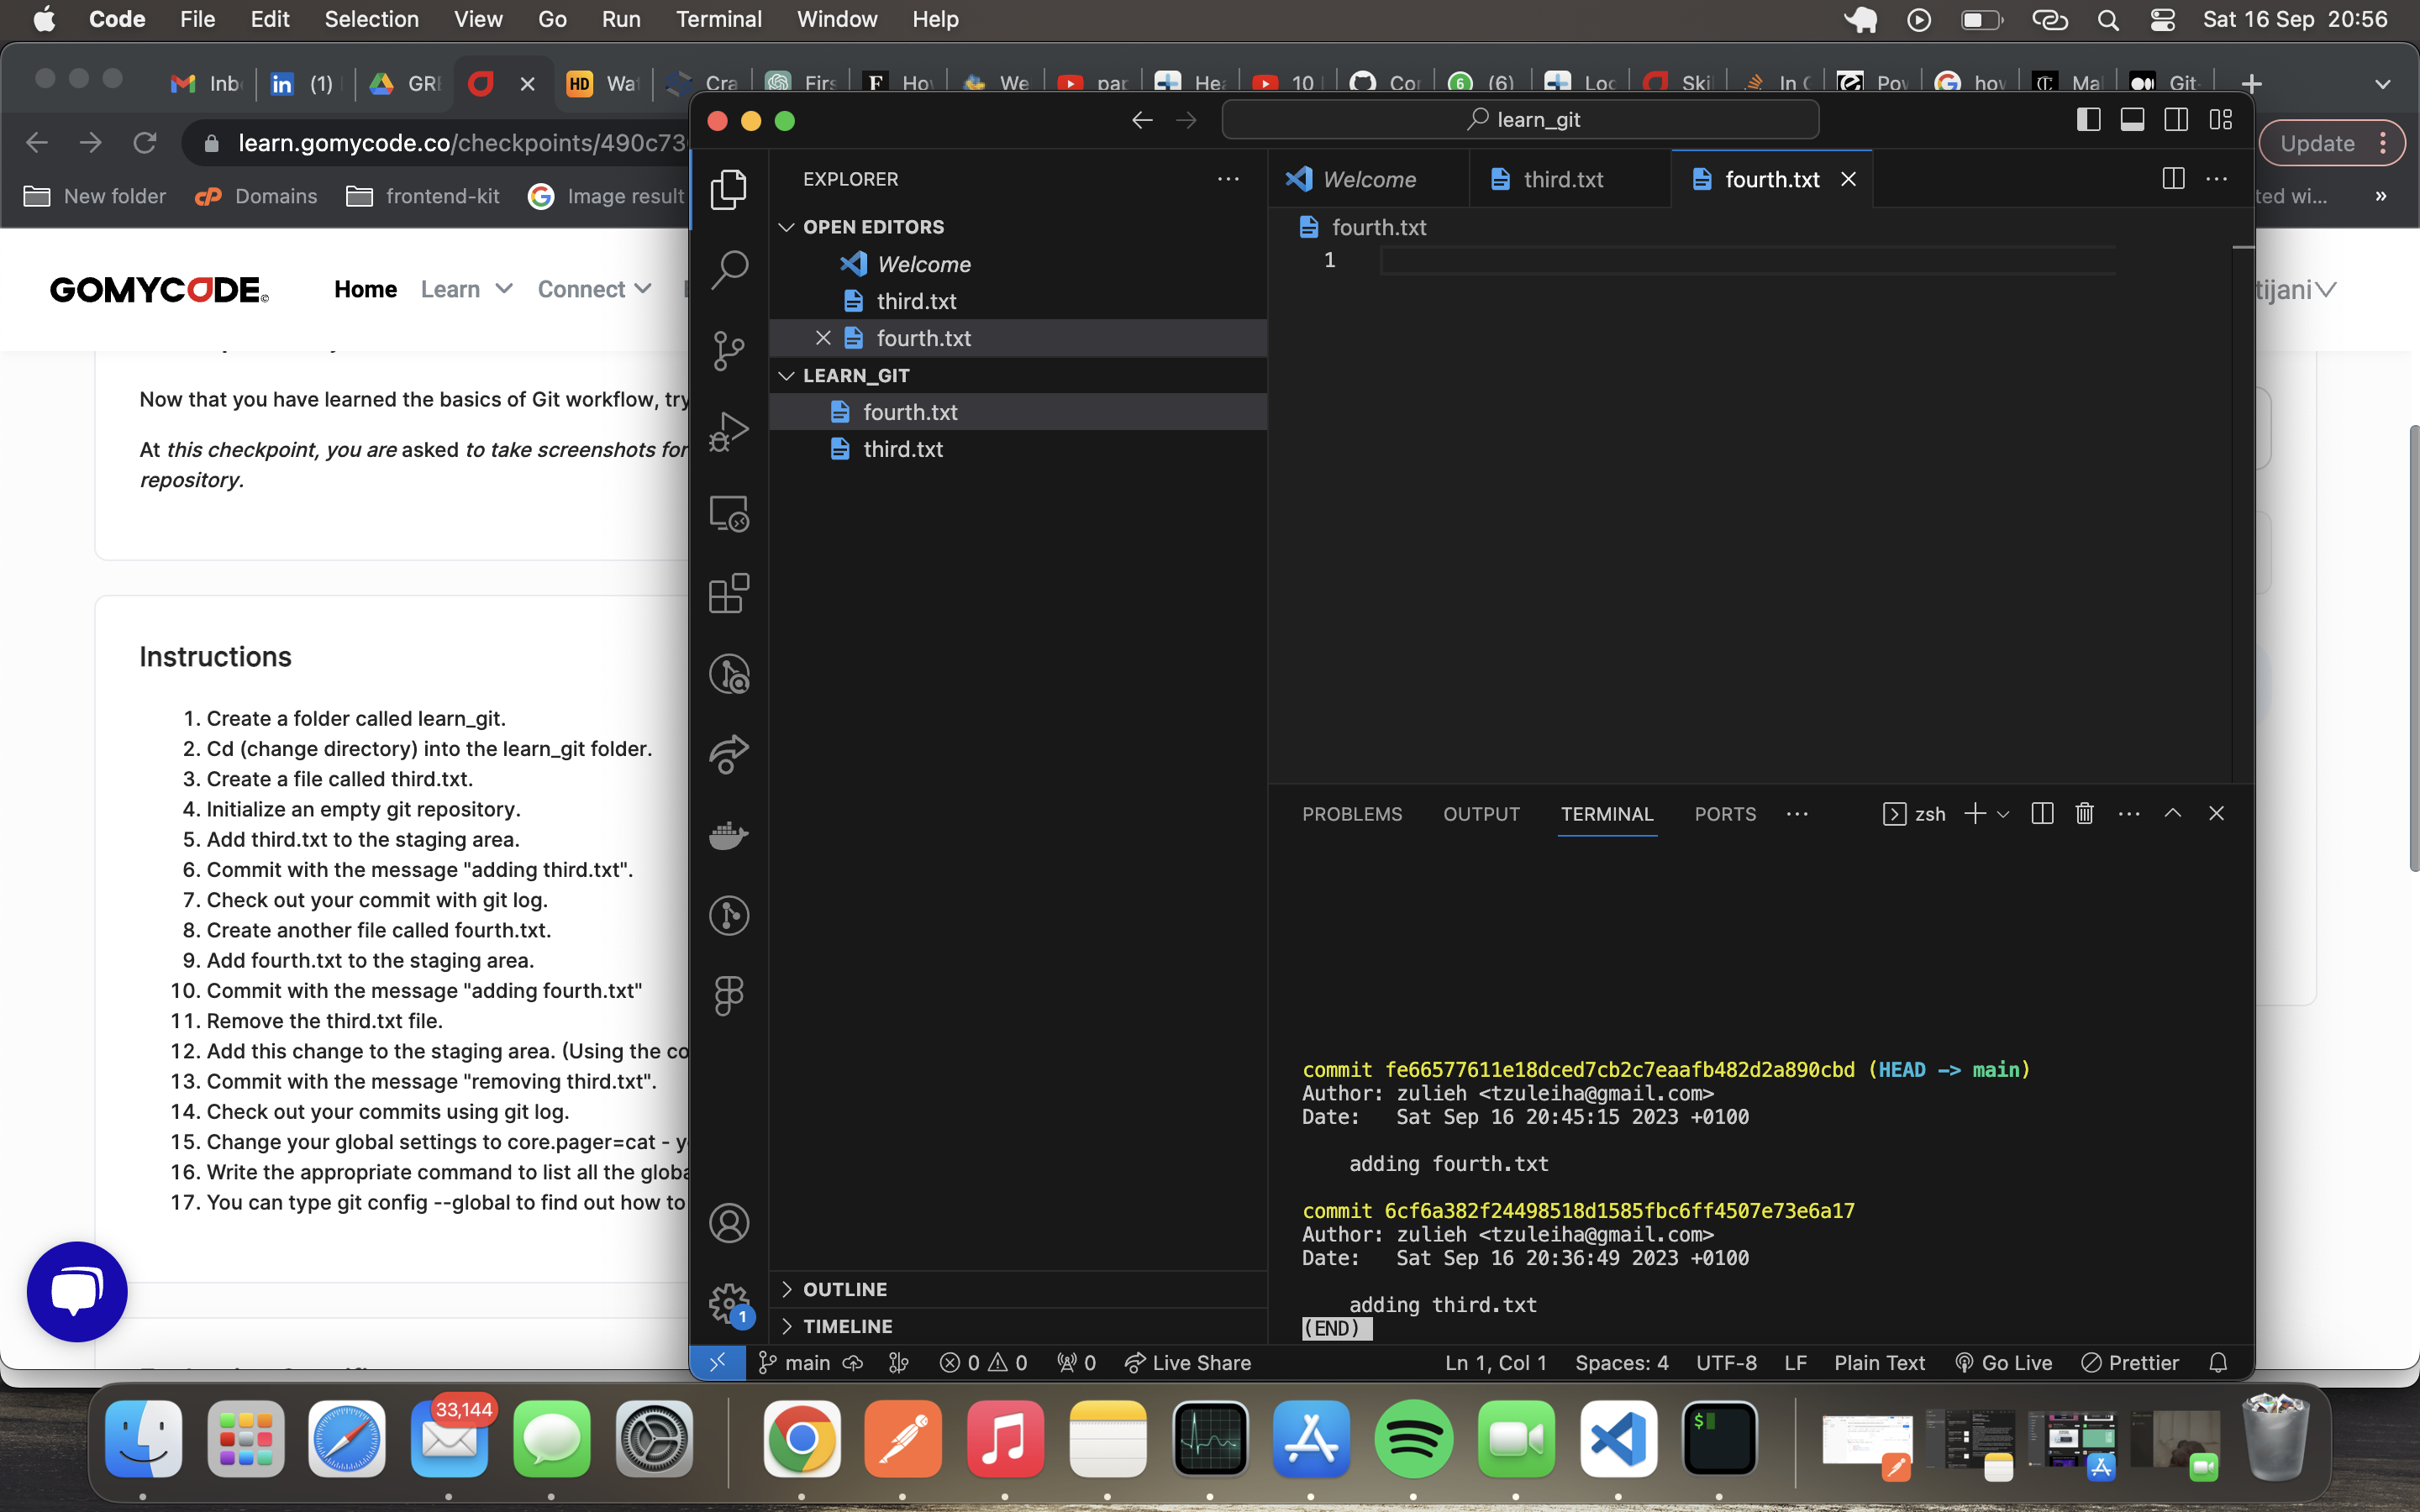 Code File Edit Selection View Go Run Terminal Window Help Sat 16 Sep 20:56
Inb (1) GRE HD Wat Cra Firs F Hov We pap Hea 10 Cor 6 (6) Loc Skil In C Pov how Mal Git-
learn.gomycode.co/checkpoints/490c73 learn_git Update
New folder Domains frontend-kit Image result ted wi... »
EXPLORER
Welcome third.txt fourth.txt
OPEN EDITORS
Welcome
third.txt
fourth.txt
LEARN_GIT
fourth.txt
third.txt
fourth.txt
1
GOMYCODE© Home Learn Connect tijani
Now that you have learned the basics of Git workflow, try
At this checkpoint, you are asked to take screenshots for
repository.
Instructions
1. Create a folder called learn_git.
2. Cd (change directory) into the learn_git folder.
3. Create a file called third.txt.
4. Initialize an empty git repository.
5. Add third.txt to the staging area.
6. Commit with the message "adding third.txt".
7. Check out your commit with git log.
8. Create another file called fourth.txt.
9. Add fourth.txt to the staging area.
10. Commit with the message "adding fourth.txt"
11. Remove the third.txt file.
12. Add this change to the staging area. (Using the co
13. Commit with the message "removing third.txt".
14. Check out your commits using git log.
15. Change your global settings to core.pager=cat - y
16. Write the appropriate command to list all the globa
17. You can type git config --global to find out how to
PROBLEMS OUTPUT TERMINAL PORTS zsh
commit fe66577611e18dced7cb2c7eaafb482d2a890cbd (HEAD -> main)
Author: zulieh <tzuleiha@gmail.com>
Date:   Sat Sep 16 20:45:15 2023 +0100
adding fourth.txt
commit 6cf6a382f24498518d1585fbc6ff4507e73e6a17
Author: zulieh <tzuleiha@gmail.com>
Date:   Sat Sep 16 20:36:49 2023 +0100
adding third.txt
(END)
OUTLINE
TIMELINE
1
main 0 0 0 Live Share Ln 1, Col 1 Spaces: 4 UTF-8 LF Plain Text Go Live Prettier
33,144
$